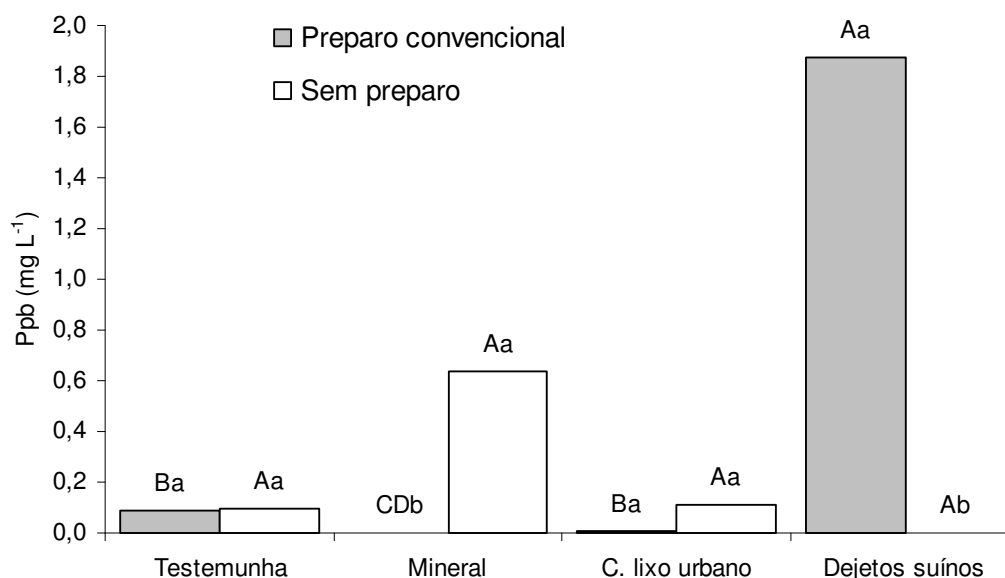 2,0
1,8
1,6
1,4
1,2
1,0
0,8
0,6
0,4
0,2
0,0
Ppb (mg L⁻¹)
Preparo convencional
Sem preparo
Ba
Aa
CDb
Aa
Ba
Aa
Aa
Ab
Testemunha
Mineral
C. lixo urbano
Dejetos suínos